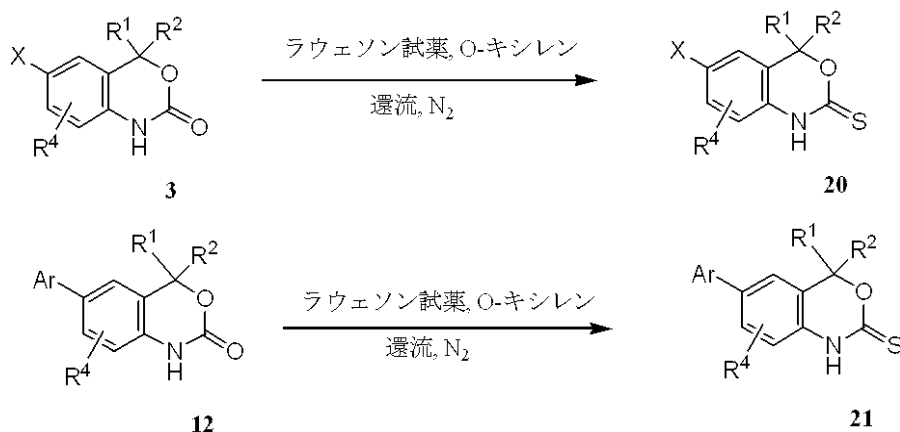 R¹ R²
X
ラウェソン試薬, O-キシレン
O
還流, N₂
N
H
O
R⁴
3
R¹ R²
X
O
N
H
S
R⁴
20
R¹ R²
Ar
ラウェソン試薬, O-キシレン
O
還流, N₂
N
H
O
R⁴
12
R¹ R²
Ar
O
N
H
S
R⁴
21